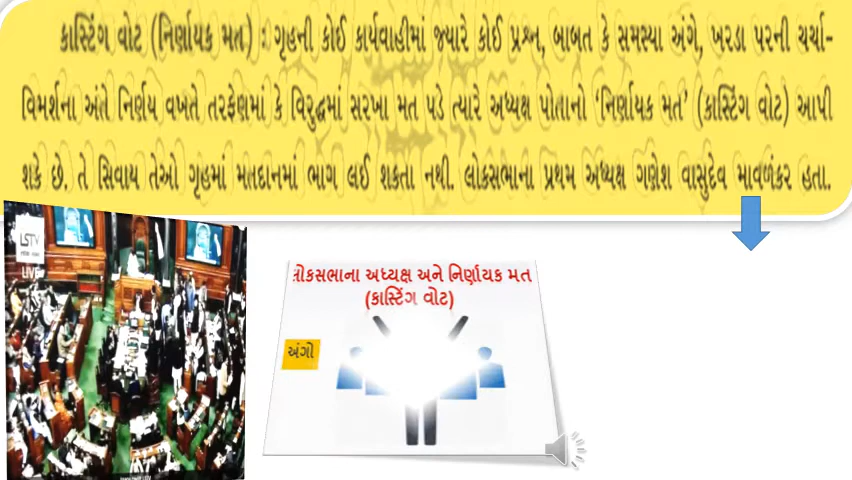 કાસ્ટિંગ વોટ (નિર્ણાયક મત) : ગૃહની કોઈ કાર્યવાહીમાં જ્યારે કોઈ પ્રશ્ન, બાબત કે સમસ્યા અંગે, ખરડા પરની ચર્ચા-
વિમર્શના અંતે નિર્ણય વખતે તરફેણમાં કે વિરુદ્ધમાં સરખા મત પડે ત્યારે અધ્યક્ષ પોતાનો ‘નિર્ણાયક મત’ (કાસ્ટિંગ વોટ) આપી
શકે છે. તે સિવાય તેઓ ગૃહમાં મતદાનમાં ભાગ લઈ શકતા નથી. લોકસભાના પ્રથમ અધ્યક્ષ ગણેશ વાસુદેવ માવળંકર હતા.
LSTV
LIVE
લોકસભાના અધ્યક્ષ અને નિર્ણાયક મત
(કાસ્ટિંગ વોટ)
અંગો